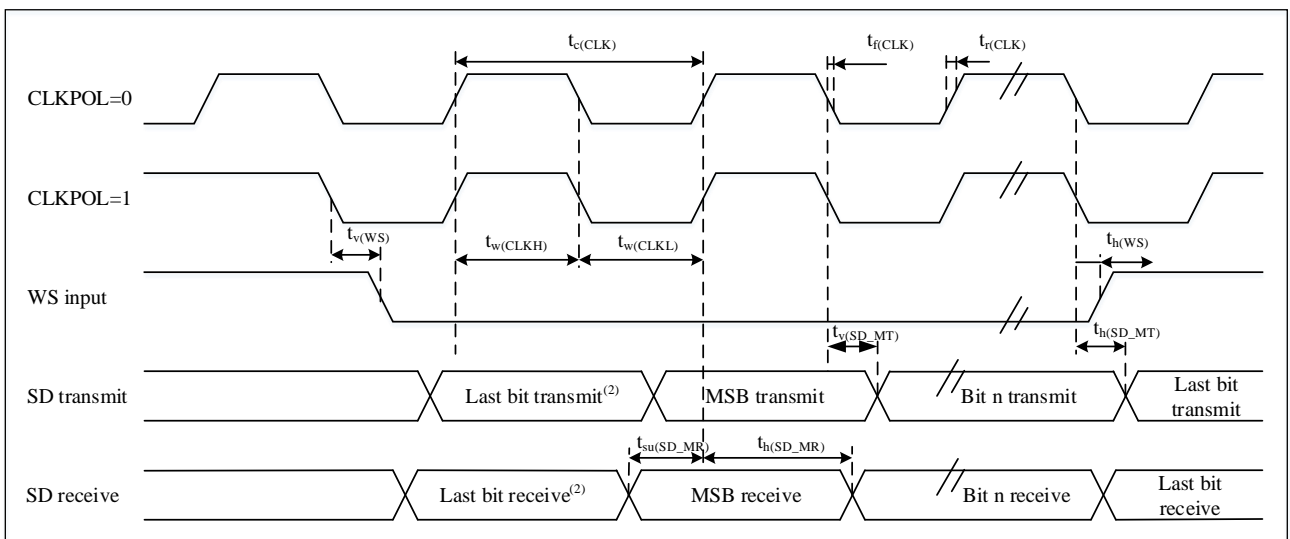 tc(CLK)
tf(CLK)
tr(CLK)
CLKPOL=0
CLKPOL=1
tv(WS)
tw(CLKH)
tw(CLKL)
th(WS)
WS input
tv(SD_MT)
th(SD_MT)
SD transmit
Last bit transmit(2)
MSB transmit
Bit n transmit
Last bit
transmit
tsu(SD_MR)
th(SD_MR)
SD receive
Last bit receive(2)
MSB receive
Bit n receive
Last bit
receive